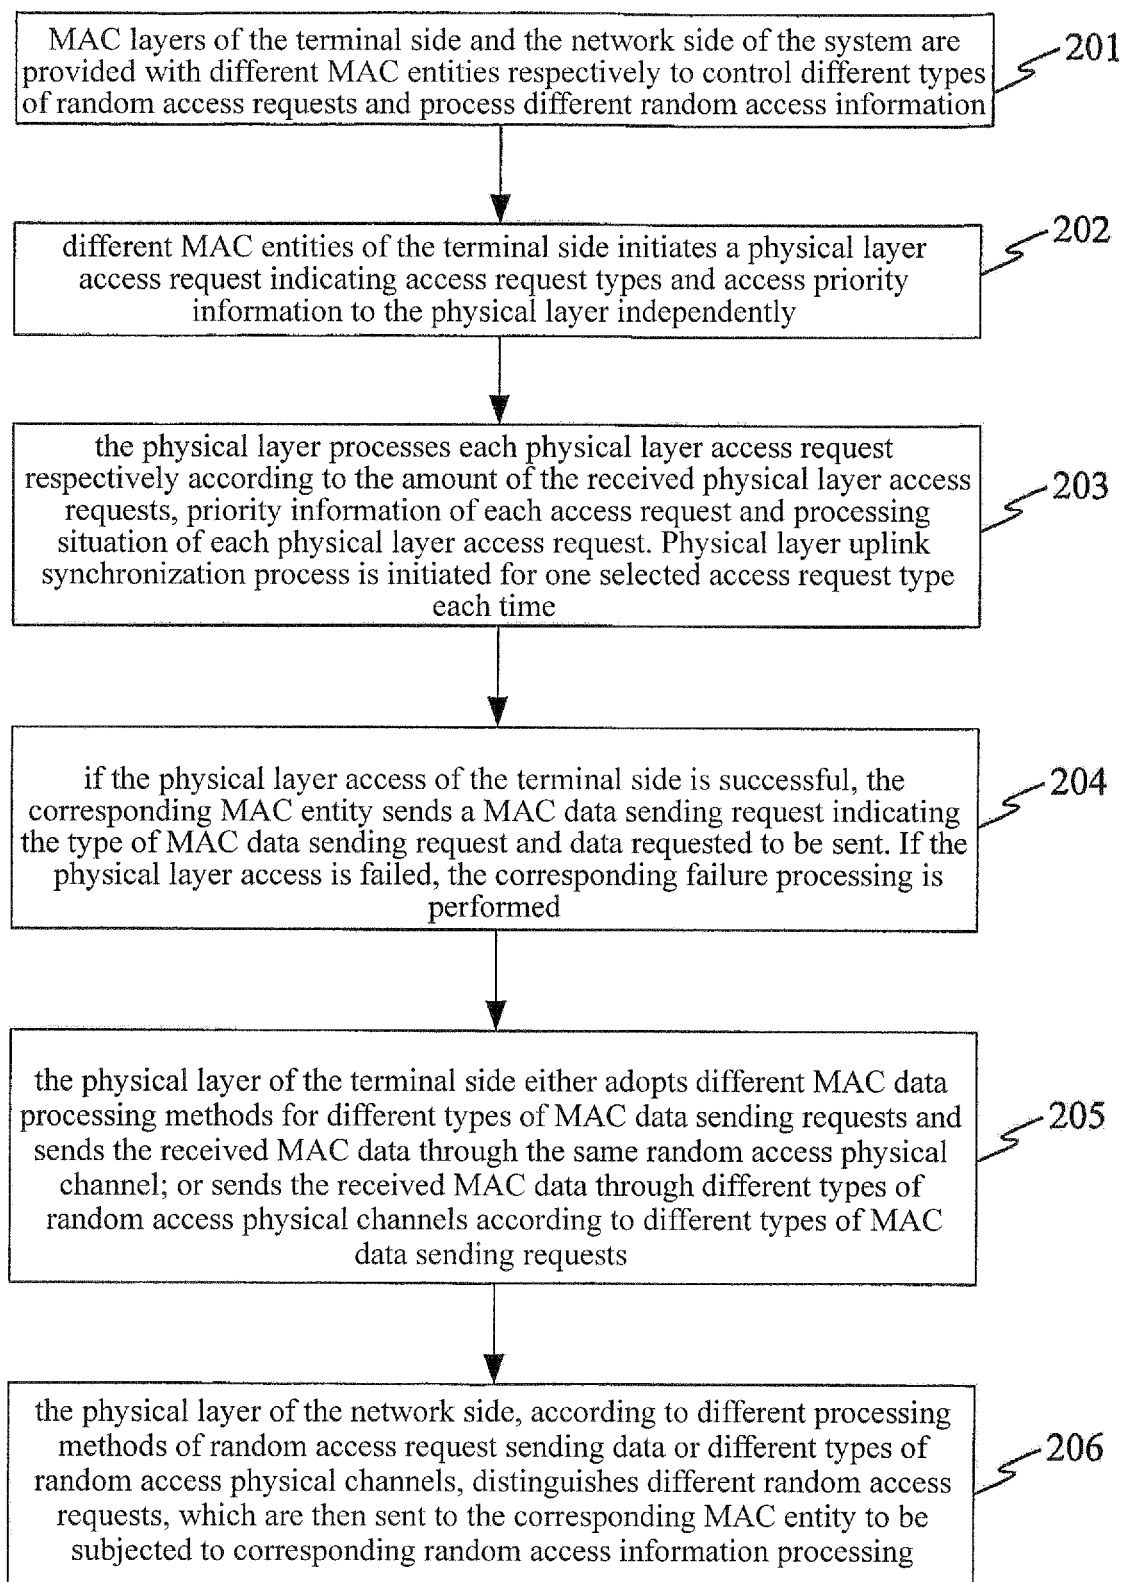 MAC layers of the terminal side and the network side of the system are
provided with different MAC entities respectively to control different types
of random access requests and process different random access information
201
different MAC entities of the terminal side initiates a physical layer
access request indicating access request types and access priority
information to the physical layer independently
202
the physical layer processes each physical layer access request
respectively according to the amount of the received physical layer access
requests, priority information of each access request and processing
situation of each physical layer access request. Physical layer uplink
synchronization process is initiated for one selected access request type
each time
203
if the physical layer access of the terminal side is successful, the
corresponding MAC entity sends a MAC data sending request indicating
the type of MAC data sending request and data requested to be sent. If the
physical layer access is failed, the corresponding failure processing is
performed
204
the physical layer of the terminal side either adopts different MAC data
processing methods for different types of MAC data sending requests and
sends the received MAC data through the same random access physical
channel; or sends the received MAC data through different types of
random access physical channels according to different types of MAC
data sending requests
205
the physical layer of the network side, according to different processing
methods of random access request sending data or different types of
random access physical channels, distinguishes different random access
requests, which are then sent to the corresponding MAC entity to be
subjected to corresponding random access information processing
206